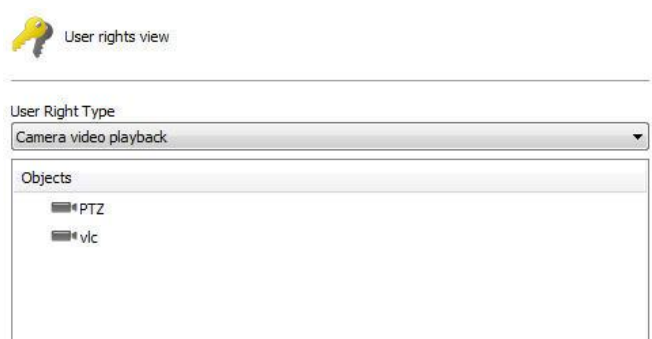 User rights view
User Right Type
Camera video playback
Objects
PTZ
vlc